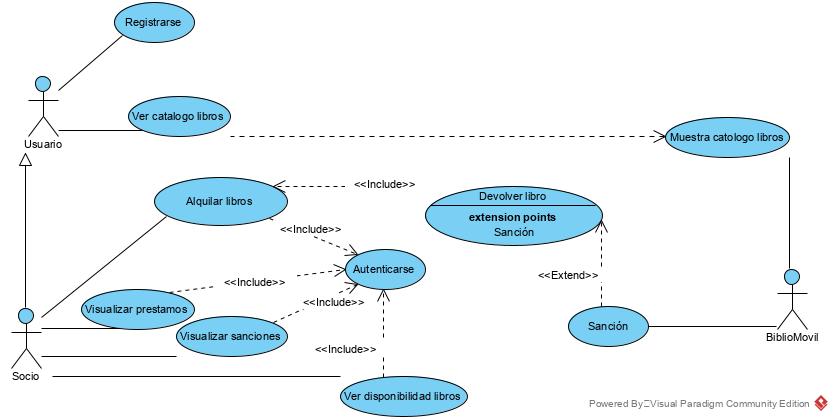 Registrarse
Ver catalogo libros
Usuario
Muestra catologo libros
Alquilar libros
<<Include>>
Devolver libro
extension points
Sanción
<<Include>>
Autenticarse
<<Include>>
<<Extend>>
Visualizar prestamos
<<Include>>
Visualizar sanciones
Sanción
BiblioMovil
<<Include>>
Socio
Ver disponibilidad libros
Powered By Visual Paradigm Community Edition